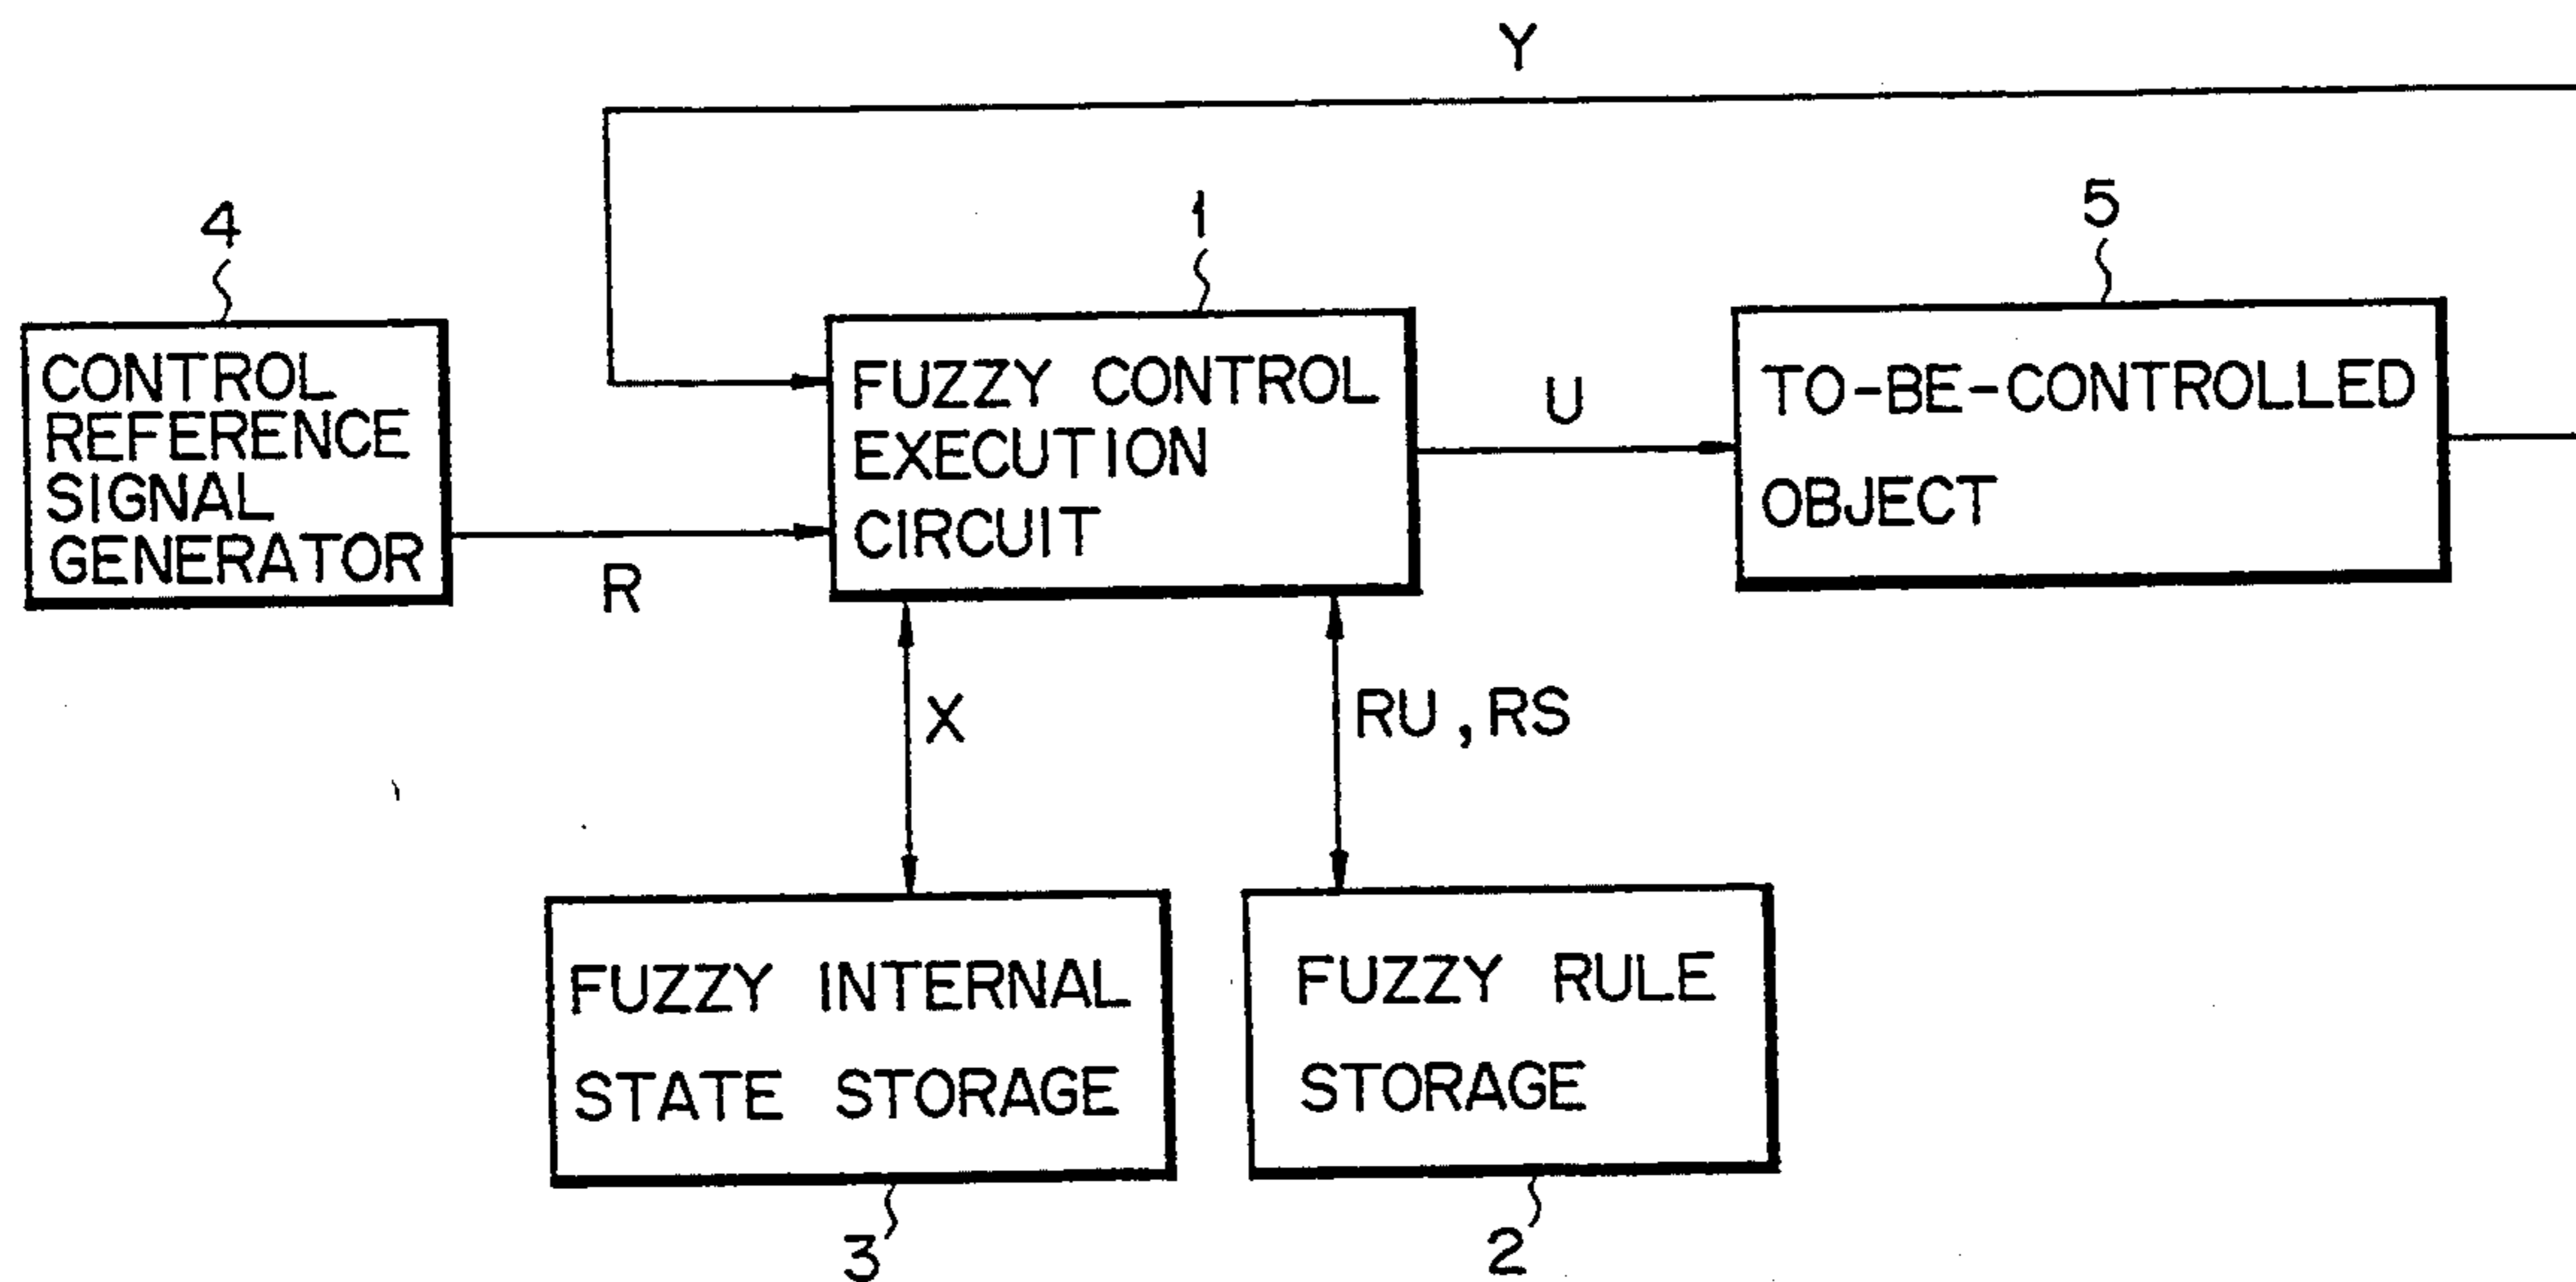 Y
4
1
5
CONTROL
REFERENCE
SIGNAL
GENERATOR
R
FUZZY CONTROL
EXECUTION
CIRCUIT
U
TO-BE-CONTROLLED
OBJECT
X
RU, RS
FUZZY INTERNAL
STATE STORAGE
3
FUZZY RULE
STORAGE
2